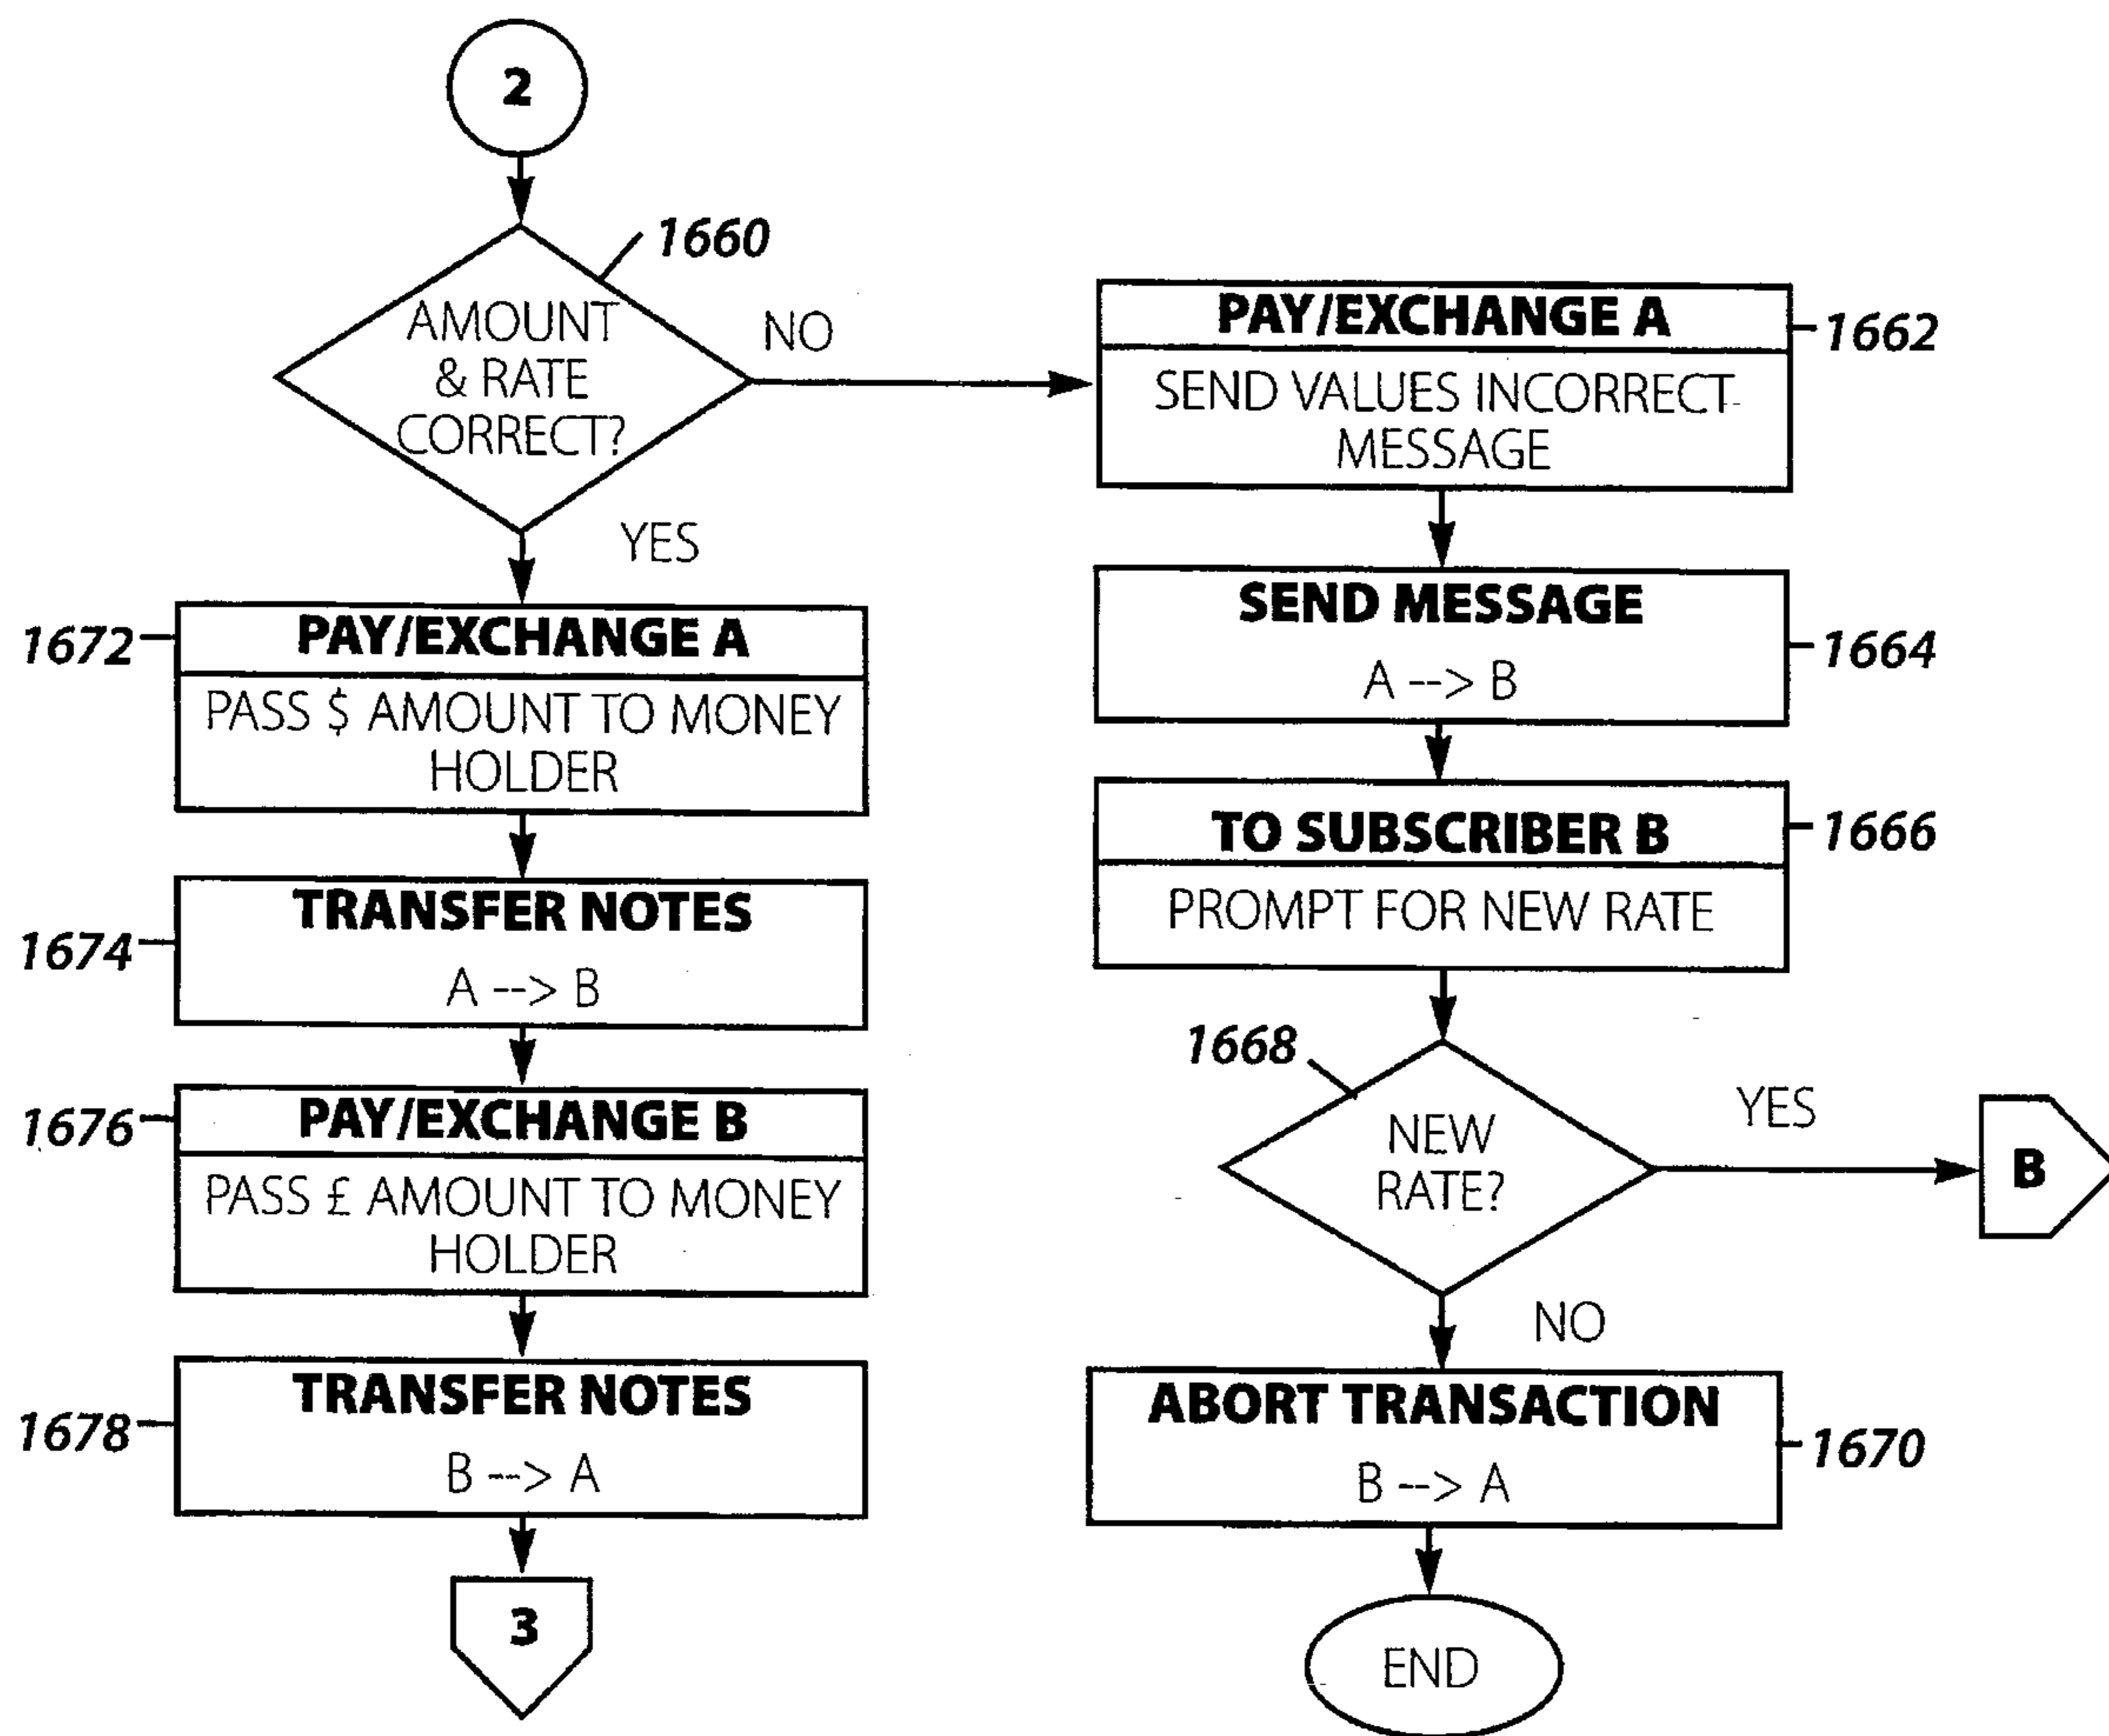 2
1660
AMOUNT
& RATE
CORRECT?
NO
YES
1672
PAY/EXCHANGE A
PASS $ AMOUNT TO MONEY
HOLDER
1674
TRANSFER NOTES
A --> B
1676
PAY/EXCHANGE B
PASS £ AMOUNT TO MONEY
HOLDER
1678
TRANSFER NOTES
B --> A
3
PAY/EXCHANGE A
1662
SEND VALUES INCORRECT
MESSAGE
SEND MESSAGE
1664
A --> B
TO SUBSCRIBER B
1666
PROMPT FOR NEW RATE
1668
NEW
RATE?
YES
B
NO
ABORT TRANSACTION
1670
B --> A
END